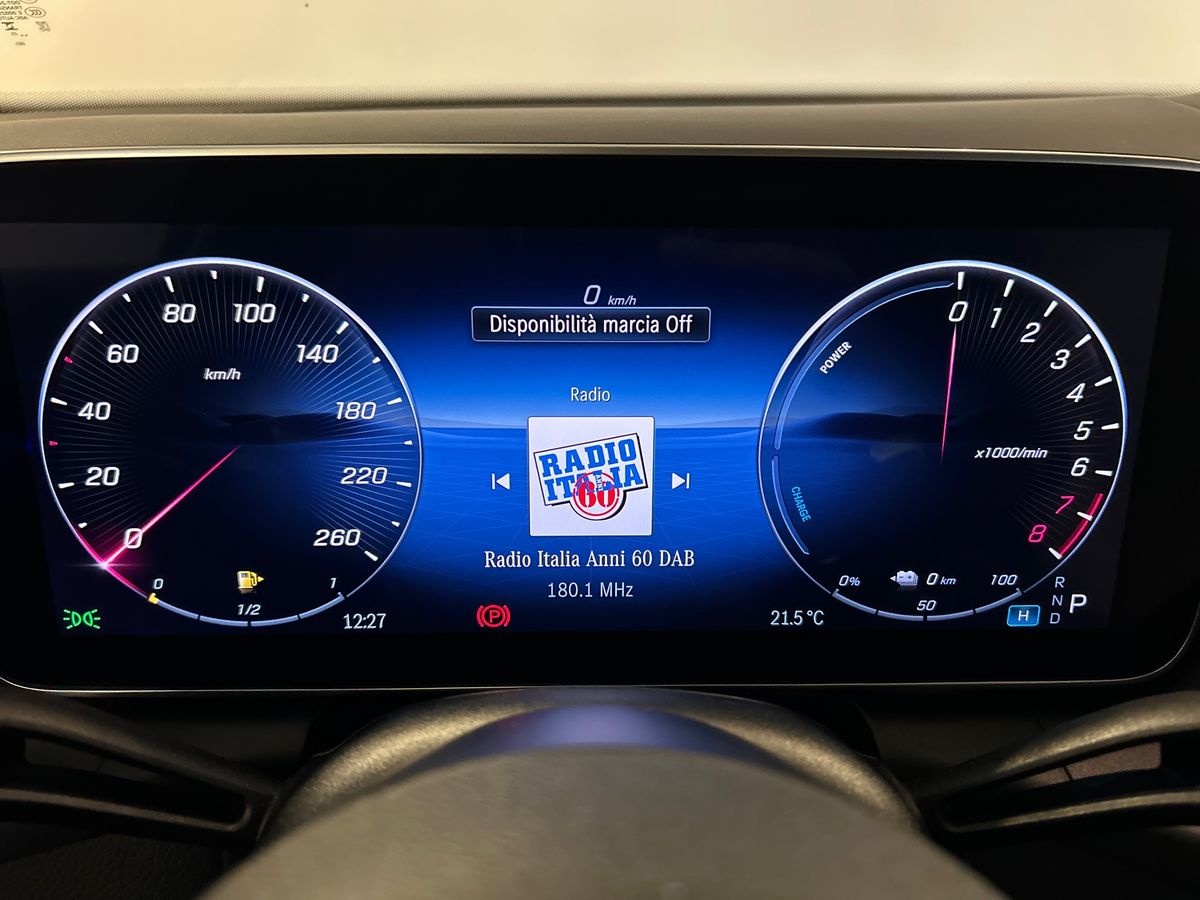 0 km/h
Disponibilità marcia Off
Radio
RADIO
ITALIA
ANNI
60
Radio Italia Anni 60 DAB
180.1 MHz
0
20
40
60
80
100
140
180
220
260
km/h
0
1/2
1
12:27
P
21.5 °C
POWER
CHARGE
0
1
2
3
4
5
6
7
8
x1000/min
0%
50
100
0 km
H
R
N
D
P